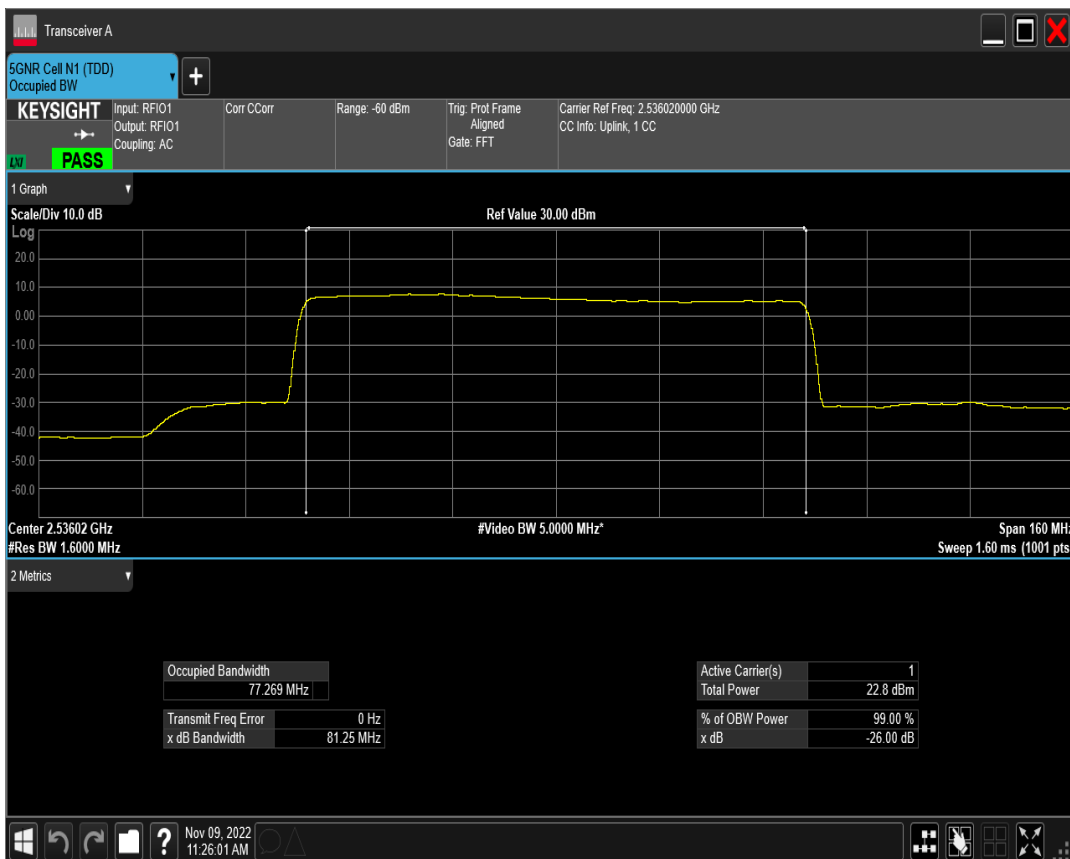 Transceiver A
5GNR Cell N1 (TDD)
Occupied BW
+
KEYSIGHT
LXI
PASS
Input: RFIO1
Output: RFIO1
Coupling: AC
Corr CCorr
Range: -60 dBm
Trig: Prot Frame
Aligned
Gate: FFT
Carrier Ref Freq: 2.536020000 GHz
CC Info: Uplink, 1 CC
1 Graph
Scale/Div 10.0 dB
Ref Value 30.00 dBm
Log
20.0
10.0
0.00
-10.0
-20.0
-30.0
-40.0
-50.0
-60.0
Center 2.53602 GHz
#Video BW 5.0000 MHz*
Span 160 MHz
#Res BW 1.6000 MHz
Sweep 1.60 ms (1001 pts
2 Metrics
Occupied Bandwidth
77.269 MHz
Transmit Freq Error 0 Hz
x dB Bandwidth 81.25 MHz
Active Carrier(s) 1
Total Power 22.8 dBm
% of OBW Power 99.00 %
x dB -26.00 dB
?
Nov 09, 2022
11:26:01 AM